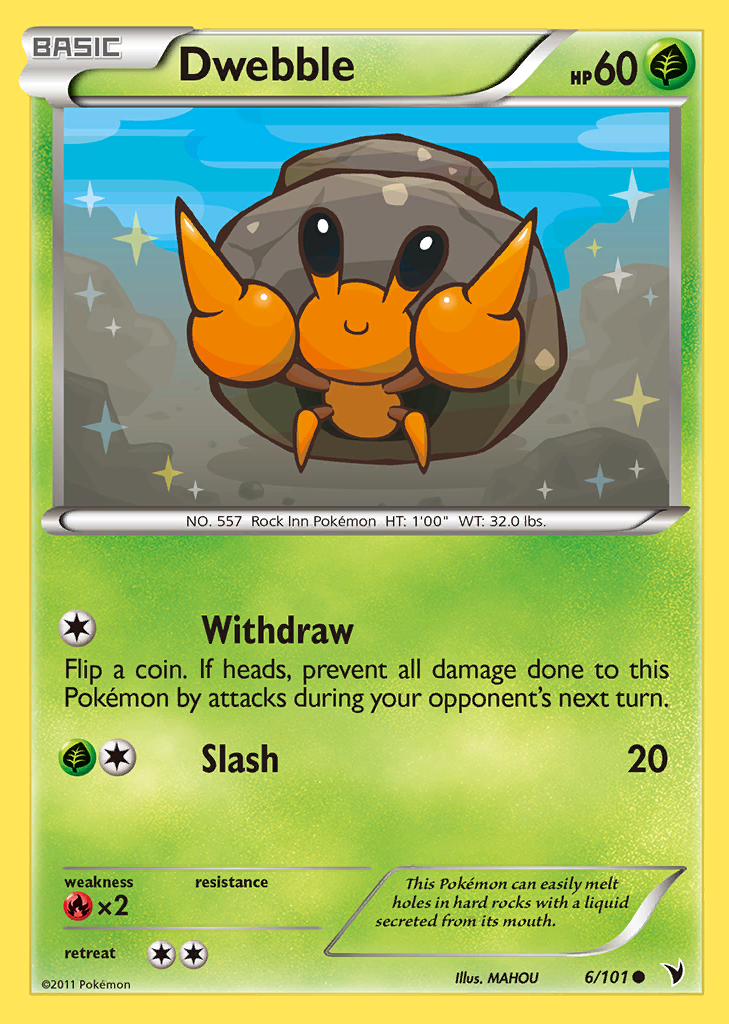 BASIC
Dwebble
HP60
NO. 557 Rock Inn Pokémon HT: 1'00" WT: 32.0 lbs.
Withdraw
Flip a coin. If heads, prevent all damage done to this
Pokémon by attacks during your opponent's next turn.
Slash 20
weakness resistance
×2
retreat
This Pokémon can easily melt
holes in hard rocks with a liquid
secreted from its mouth.
©2011 Pokémon
Illus. MAHOU
6/101